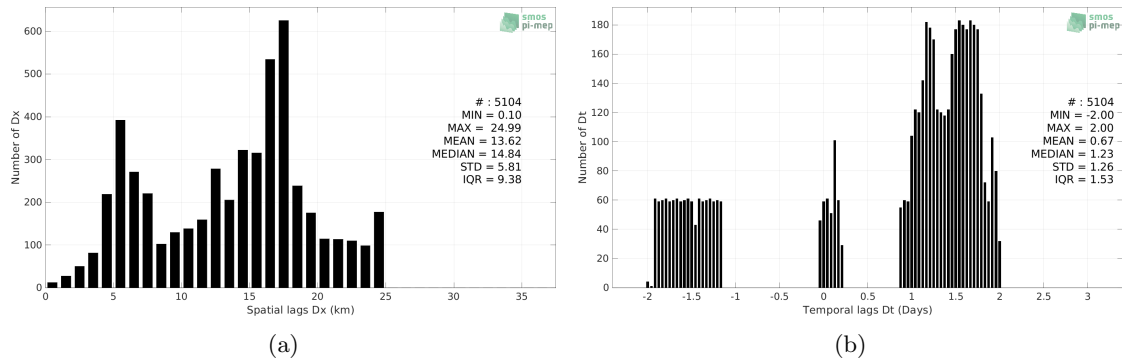 smos
pi-mep
600
500
400
300
200
100
0
Number of Dx
# : 5104
MIN = 0.10
MAX = 24.99
MEAN = 13.62
MEDIAN = 14.84
STD = 5.81
IQR = 9.38
0 5 10 15 20 25 30 35
Spatial lags Dx (km)
(a)
smos
pi-mep
180
160
140
120
100
80
60
40
20
0
Number of Dt
# : 5104
MIN = -2.00
MAX = 2.00
MEAN = 0.67
MEDIAN = 1.23
STD = 1.26
IQR = 1.53
-2 -1.5 -1 -0.5 0 0.5 1 1.5 2 2.5 3
Temporal lags Dt (Days)
(b)